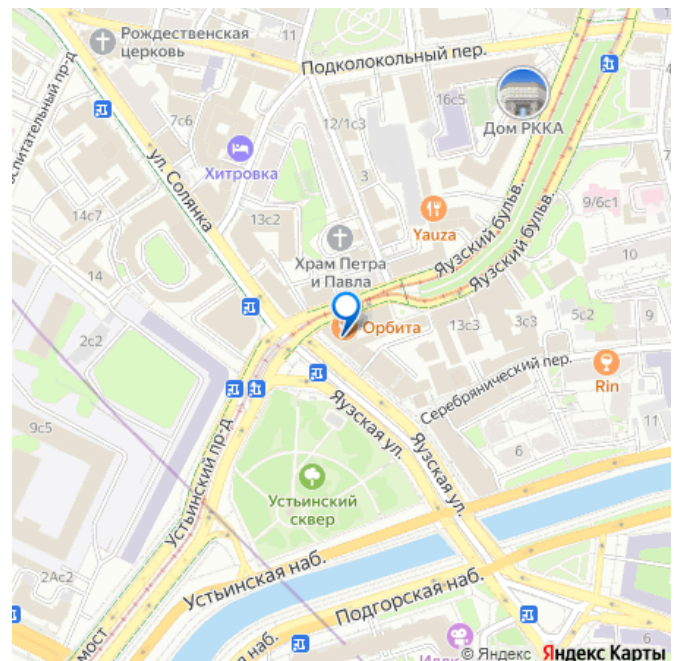 Рождественская
церковь
11
Подколокольный пер.
16с5
Дом РККА
7с6
12/1с3
Хитровка
ул. Солянка
3
9/6с1
Yauza
14с7
13с2
Храм Петра
и Павла
Яузский бульв.
Яузский бульв.
10
14
Орбита
13с3
3с3
5с2
9
2с2
Серебрянический пер.
Rin
9с5
Яузская ул.
Яузская ул.
11
6
Устьинский пр-д
Устьинский
сквер
2Ас2
Устьинская наб.
Подгорская наб.
мост
наб.
6
© Яндекс Яндекс Карты